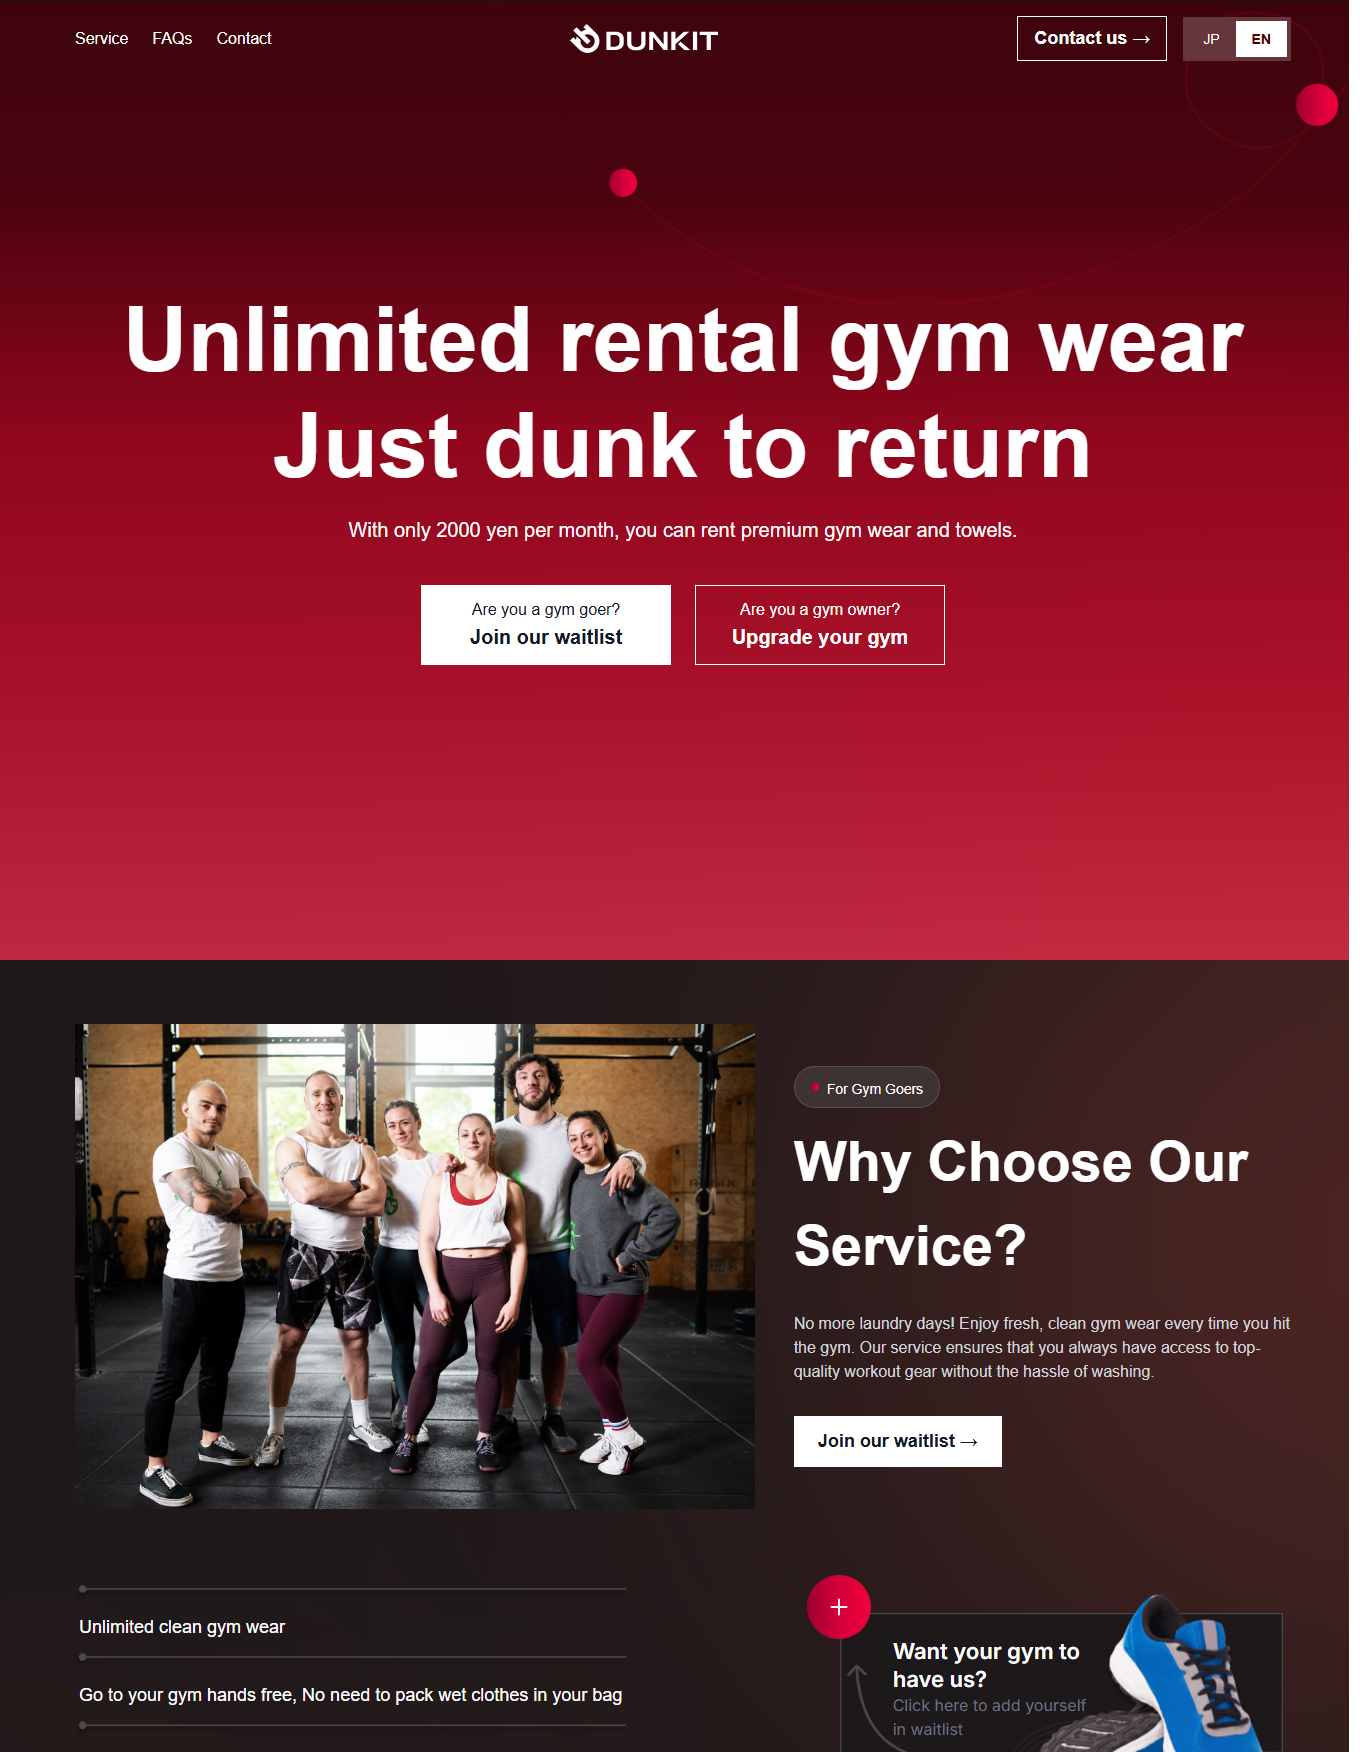 Service FAQs Contact
DUNKIT
Contact us →
JP EN
Unlimited rental gym wear
Just dunk to return
With only 2000 yen per month, you can rent premium gym wear and towels.
Are you a gym goer?
Join our waitlist
Are you a gym owner?
Upgrade your gym
For Gym Goers
Why Choose Our
Service?
No more laundry days! Enjoy fresh, clean gym wear every time you hit
the gym. Our service ensures that you always have access to top-
quality workout gear without the hassle of washing.
Join our waitlist →
Unlimited clean gym wear
Go to your gym hands free, No need to pack wet clothes in your bag
Want your gym to
have us?
Click here to add yourself
in waitlist